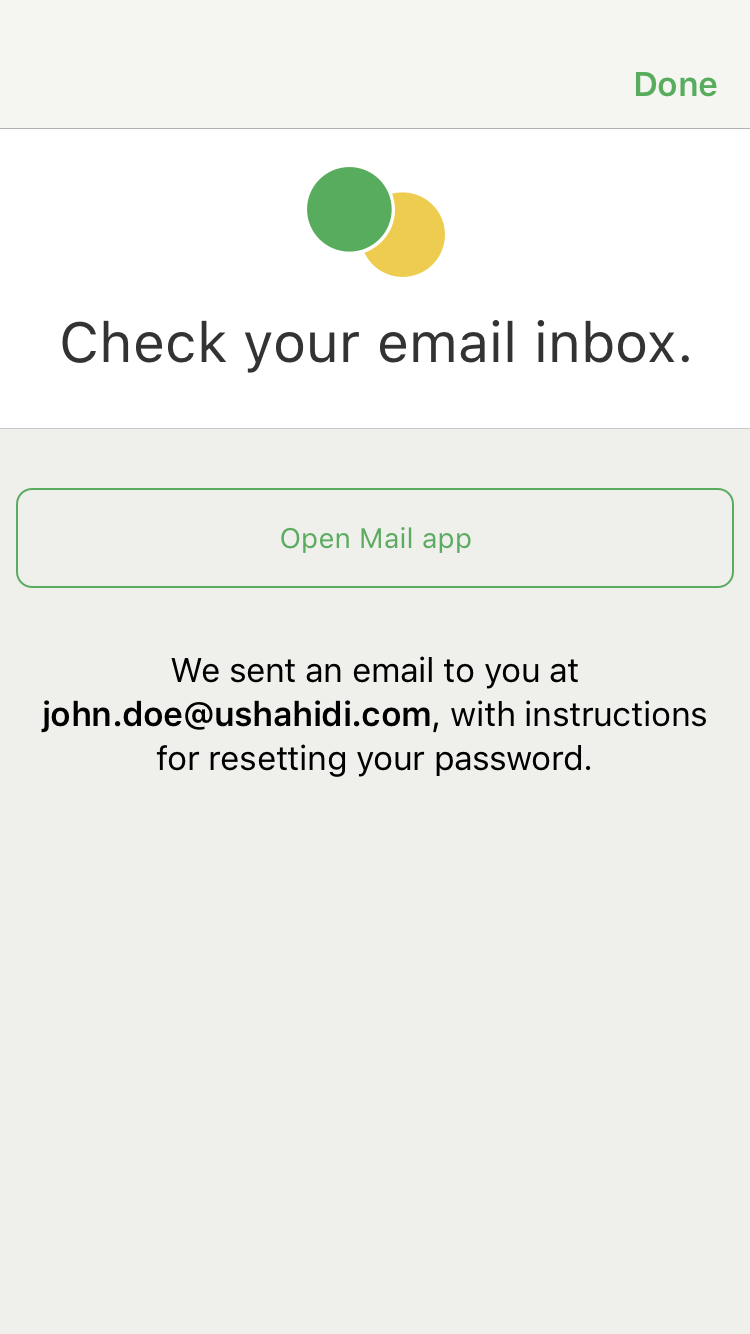 Done
Check your email inbox.
Open Mail app
We sent an email to you at
john.doe@ushahidi.com, with instructions
for resetting your password.